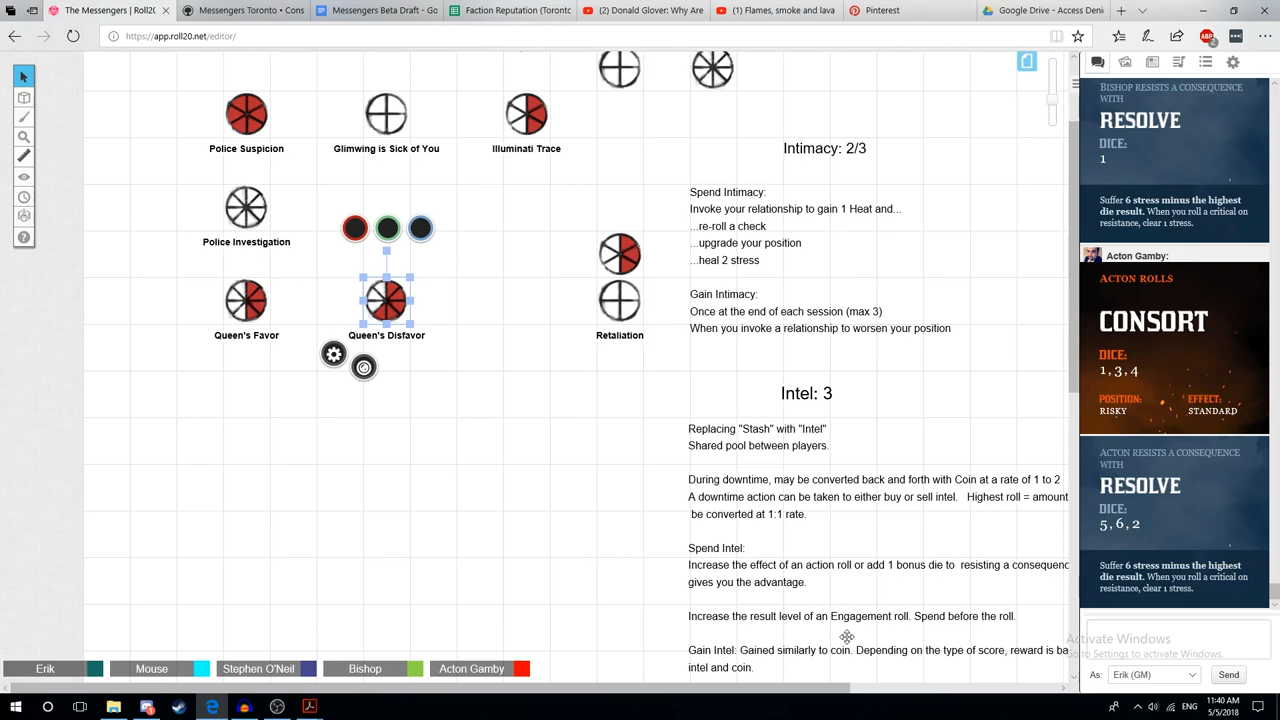 The Messengers | Roll20
Messengers Toronto • Cons
Messengers Beta Draft - Go
Faction Reputation (Toront
(2) Donald Glover: Why Are
(1) Flames, smoke and lava
Pinterest
Google Drive - Access Deni
https://app.roll20.net/editor/
ABP
2
Police Suspicion
Glimwing is Sick of You
Illuminati Trace
Police Investigation
Queen's Favor
Queen's Disfavor
Retaliation
Intimacy: 2/3
Spend Intimacy:
Invoke your relationship to gain 1 Heat and...
...re-roll a check
...upgrade your position
...heal 2 stress
Gain Intimacy:
Once at the end of each session (max 3)
When you invoke a relationship to worsen your position
Intel: 3
Replacing "Stash" with "Intel"
Shared pool between players.
During downtime, may be converted back and forth with Coin at a rate of 1 to 2
A downtime action can be taken to either buy or sell intel. Highest roll = amount
be converted at 1:1 rate.
Spend Intel:
Increase the effect of an action roll or add 1 bonus die to resisting a consequenc
gives you the advantage.
Increase the result level of an Engagement roll. Spend before the roll.
Gain Intel: Gained similarly to coin. Depending on the type of score, reward is ba
intel and coin.
Erik
Mouse
Stephen O'Neil
Bishop
Acton Gamby
BISHOP RESISTS A CONSEQUENCE
WITH
RESOLVE
DICE:
1
Suffer 6 stress minus the highest
die result. When you roll a critical on
resistance, clear 1 stress.
Acton Gamby:
ACTON ROLLS
CONSORT
DICE:
1,3,4
POSITION:
RISKY
EFFECT:
STANDARD
ACTON RESISTS A CONSEQUENCE
WITH
RESOLVE
DICE:
5,6,2
Suffer 6 stress minus the highest
die result. When you roll a critical on
resistance, clear 1 stress.
Activate Windows
Go to Settings to activate Windows.
As:
Erik (GM)
Send
ENG
11:40 AM
5/5/2018